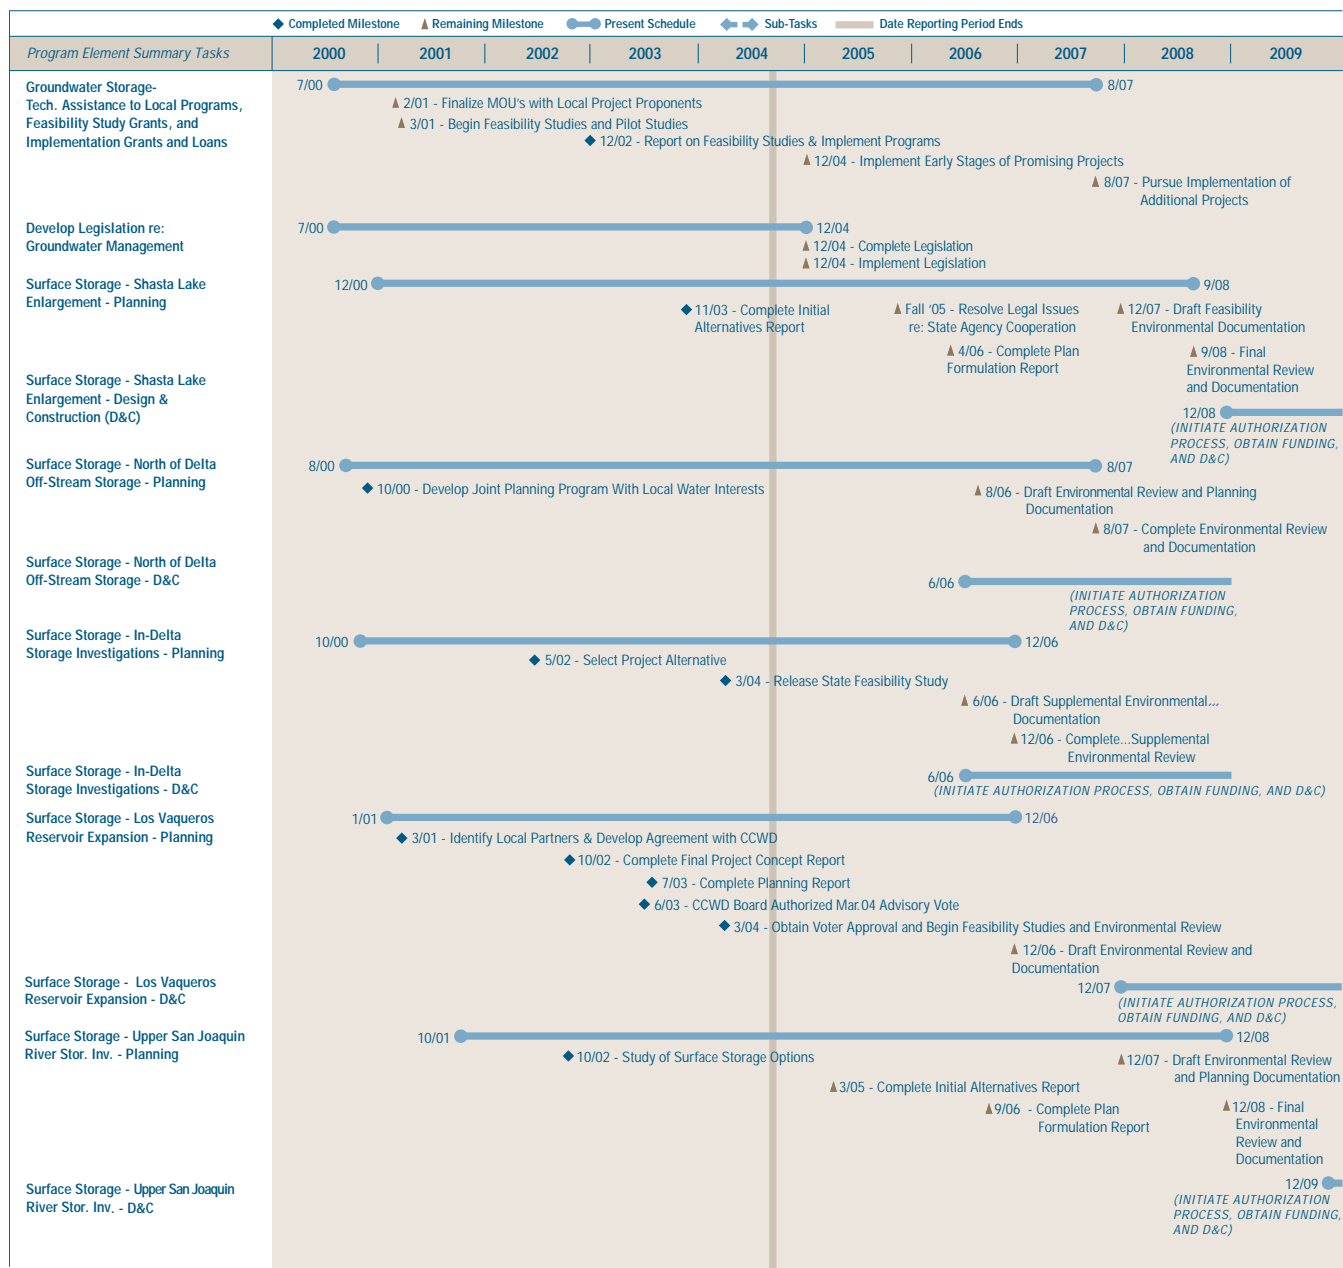 Completed Milestone Remaining Milestone Present Schedule Sub-Tasks Date Reporting Period Ends
Program Element Summary Tasks 2000 2001 2002 2003 2004 2005 2006 2007 2008 2009
Groundwater Storage-
Tech. Assistance to Local Programs,
Feasibility Study Grants, and
Implementation Grants and Loans
7/00 8/07
2/01 - Finalize MOU's with Local Project Proponents
3/01 - Begin Feasibility Studies and Pilot Studies
12/02 - Report on Feasibility Studies & Implement Programs
12/04 - Implement Early Stages of Promising Projects
8/07 - Pursue Implementation of
Additional Projects
Develop Legislation re:
Groundwater Management
7/00 12/04
12/04 - Complete Legislation
12/04 - Implement Legislation
Surface Storage - Shasta Lake
Enlargement - Planning
12/00 9/08
11/03 - Complete Initial
Alternatives Report
Fall '05 - Resolve Legal Issues
re: State Agency Cooperation
12/07 - Draft Feasibility
Environmental Documentation
4/06 - Complete Plan
Formulation Report
9/08 - Final
Environmental Review
and Documentation
Surface Storage - Shasta Lake
Enlargement - Design &
Construction (D&C)
12/08
(INITIATE AUTHORIZATION
PROCESS, OBTAIN FUNDING,
AND D&C)
Surface Storage - North of Delta
Off-Stream Storage - Planning
8/00 8/07
10/00 - Develop Joint Planning Program With Local Water Interests
8/06 - Draft Environmental Review and Planning
Documentation
8/07 - Complete Environmental Review
and Documentation
Surface Storage - North of Delta
Off-Stream Storage - D&C
6/06
(INITIATE AUTHORIZATION
PROCESS, OBTAIN FUNDING,
AND D&C)
Surface Storage - In-Delta
Storage Investigations - Planning
10/00 12/06
5/02 - Select Project Alternative
3/04 - Release State Feasibility Study
6/06 - Draft Supplemental Environmental...
Documentation
12/06 - Complete...Supplemental
Environmental Review
Surface Storage - In-Delta
Storage Investigations - D&C
6/06
(INITIATE AUTHORIZATION PROCESS, OBTAIN FUNDING, AND D&C)
Surface Storage - Los Vaqueros
Reservoir Expansion - Planning
1/01 12/06
3/01 - Identify Local Partners & Develop Agreement with CCWD
10/02 - Complete Final Project Concept Report
7/03 - Complete Planning Report
6/03 - CCWD Board Authorized Mar.04 Advisory Vote
3/04 - Obtain Voter Approval and Begin Feasibility Studies and Environmental Review
12/06 - Draft Environmental Review and
Documentation
Surface Storage - Los Vaqueros
Reservoir Expansion - D&C
12/07
(INITIATE AUTHORIZATION PROCESS,
OBTAIN FUNDING, AND D&C)
Surface Storage - Upper San Joaquin
River Stor. Inv. - Planning
10/01 12/08
10/02 - Study of Surface Storage Options
12/07 - Draft Environmental Review
and Planning Documentation
3/05 - Complete Initial Alternatives Report
9/06 - Complete Plan
Formulation Report
12/08 - Final
Environmental
Review and
Documentation
Surface Storage - Upper San Joaquin
River Stor. Inv. - D&C
12/09
(INITIATE AUTHORIZATION
PROCESS, OBTAIN FUNDING,
AND D&C)